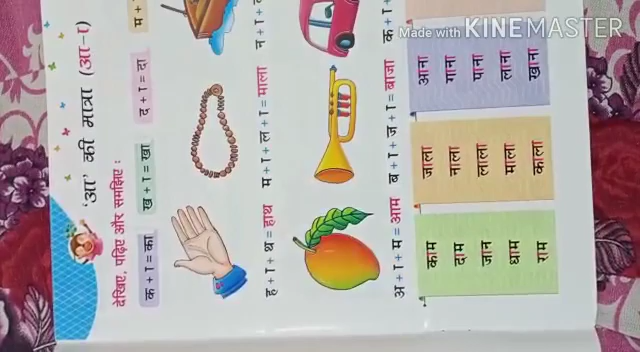 Made with KINEMASTER
'आ' की मात्रा (आ-ा)
देखिए, पढ़िए और समझिए :
क + ा = का
ख + ा = खा
द + ा = दा
म +
ह + ा + थ = हाथ
म + ा + ल + ा = माला
न + ा +
अ + ा + म = आम
ब + ा + ज + ा = बाजा
क + ा +
काम
दाम
जान
धाम
राम
जाला
नाला
लाला
माला
काला
आना
गाना
पाना
लाना
खाना